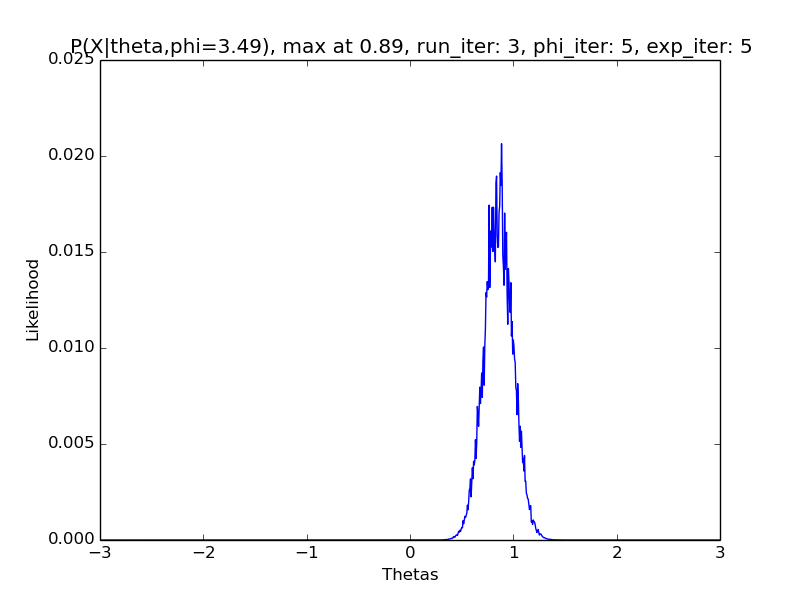 P(X|theta,phi=3.49), max at 0.89, run_iter: 3, phi_iter: 5, exp_iter: 5
0.025
0.020
0.015
0.010
0.005
0.000
Likelihood
−3 −2 −1 0 1 2 3
Thetas